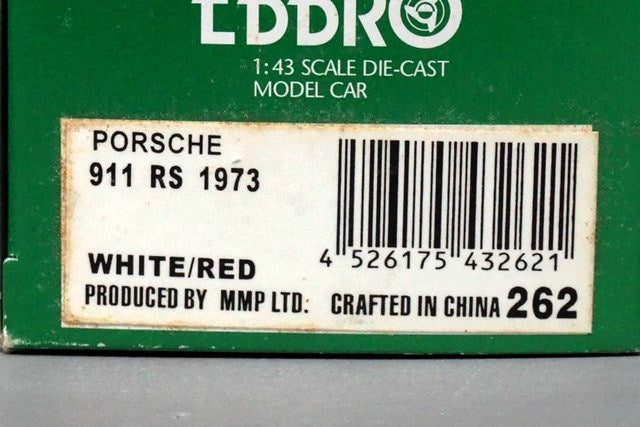 EBBRO
1:43 SCALE DIE-CAST
MODEL CAR
PORSCHE
911 RS 1973
4 526175 432621
WHITE/RED
PRODUCED BY MMP LTD. CRAFTED IN CHINA 262